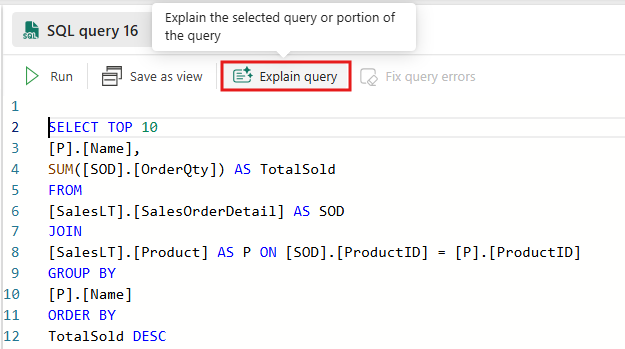 SQL query 16
Explain the selected query or portion of
the query
Run
Save as view
Explain query
Fix query errors
1
2 SELECT TOP 10
3 [P].[Name],
4 SUM([SOD].[OrderQty]) AS TotalSold
5 FROM
6 [SalesLT].[SalesOrderDetail] AS SOD
7 JOIN
8 [SalesLT].[Product] AS P ON [SOD].[ProductID] = [P].[ProductID]
9 GROUP BY
10 [P].[Name]
11 ORDER BY
12 TotalSold DESC